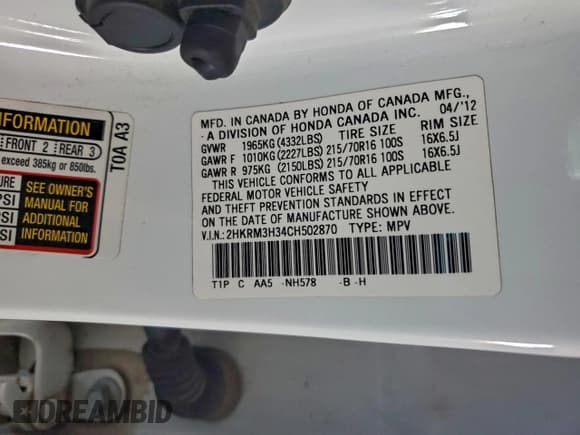 MFD. IN CANADA BY HONDA OF CANADA MFG.,
- A DIVISION OF HONDA CANADA INC. 04/'12
GVWR 1965KG (4332LBS) TIRE SIZE RIM SIZE
GAWR F 1010KG (2227LBS) 215/70R16 100S 16X6.5J
GAWR R 975KG (2150LBS) 215/70R16 100S 16X6.5J
THIS VEHICLE CONFORMS TO ALL APPLICABLE
FEDERAL MOTOR VEHICLE SAFETY
AND THEFT PREVENTION STANDARDS IN EFFECT
ON THE DATE OF MANUFACTURE SHOWN ABOVE.
V.I.N.: 2HKRM3H34CH502870 TYPE: MPV
T1P C AA5 -NH578 -B -H
INFORMATION
FRONT 2 REAR 3
exceed 385kg or 850lbs.
SEE OWNER'S
MANUAL FOR
ADDITIONAL
INFORMATION
PSI
T0A A3
DREAMBID